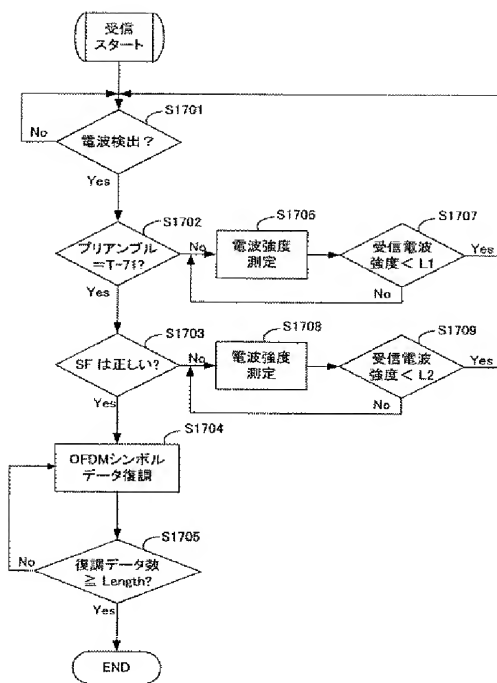 受信
スタート
S1701
No
電波検出?
Yes
S1702
プリアンブル
No
Yes
S1706
電波強度
測定
S1707
受信電波
強度< L1
Yes
No
S1703
SF は正しい?
No
Yes
S1708
電波強度
測定
S1709
受信電波
強度< L2
Yes
No
S1704
OFDMシンボル
データ復調
S1705
復調データ数
≧ Length?
No
Yes
END